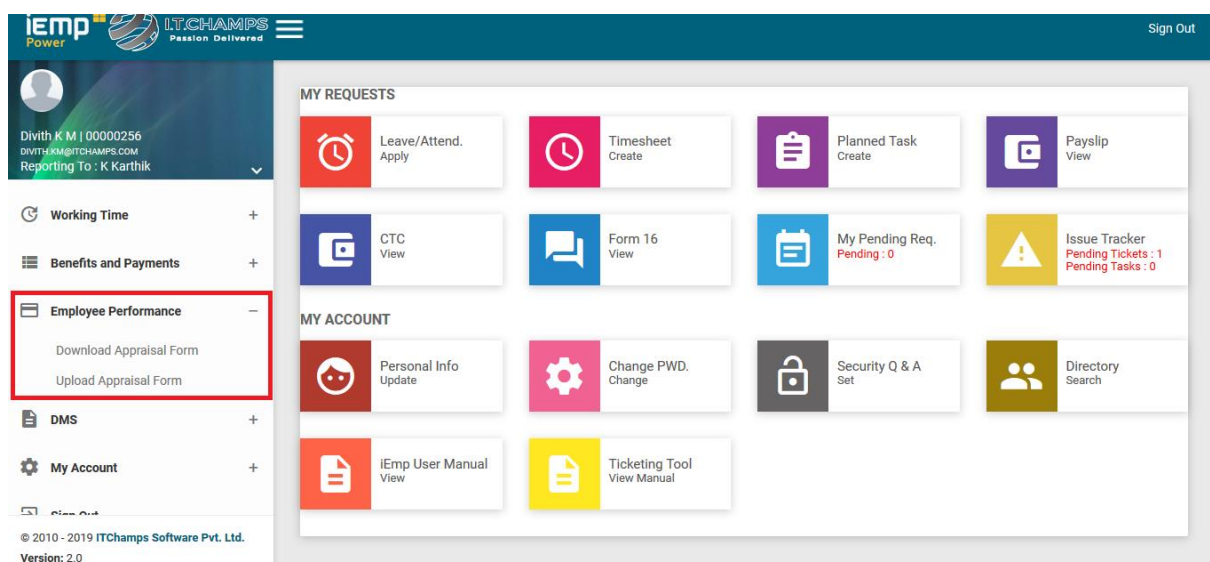 iEmp
Power
I.T.CHAMPS
Passion Delivered
Sign Out
Divith K M | 00000256
DIVITH.KM@ITCHAMPS.COM
Reporting To : K Karthik
Working Time +
Benefits and Payments +
Employee Performance −
Download Appraisal Form
Upload Appraisal Form
DMS +
My Account +
Sign Out
© 2010 - 2019 ITChamps Software Pvt. Ltd.
Version: 2.0
MY REQUESTS
Leave/Attend.
Apply
Timesheet
Create
Planned Task
Create
Payslip
View
CTC
View
Form 16
View
My Pending Req.
Pending : 0
Issue Tracker
Pending Tickets : 1
Pending Tasks : 0
MY ACCOUNT
Personal Info
Update
Change PWD.
Change
Security Q & A
Set
Directory
Search
iEmp User Manual
View
Ticketing Tool
View Manual